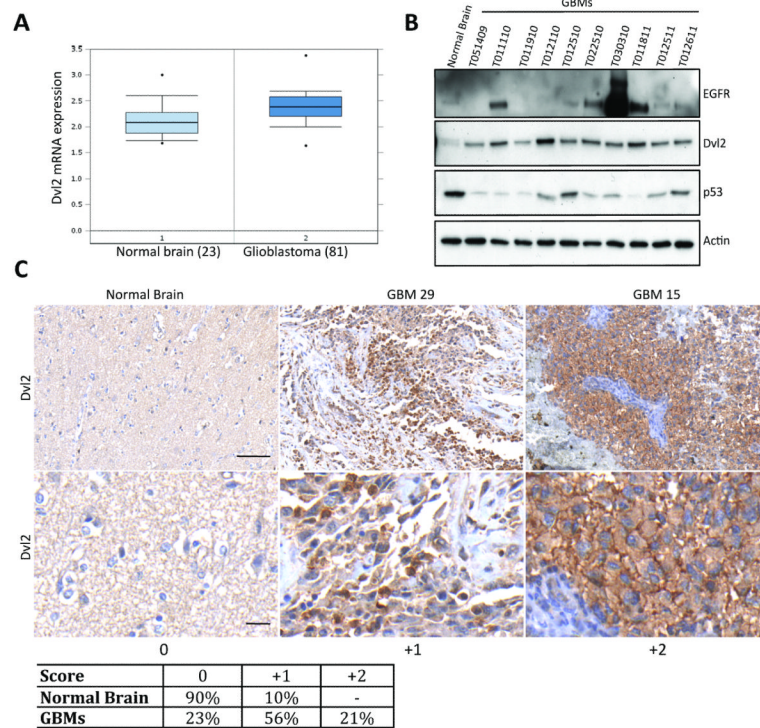 A
3.5
3.0
2.5
2.0
1.5
1.0
0.5
0.0
Dvl2 mRNA expression
1
2
Normal brain (23)
Glioblastoma (81)
B
GBMs
Normal Brain
T051409
T011110
T011910
T012110
T012510
T022510
T030310
T011811
T012511
T012611
EGFR
Dvl2
p53
Actin
C
Normal Brain
GBM 29
GBM 15
Dvl2
Dvl2
0
+1
+2
Score 0 +1 +2
Normal Brain 90% 10% -
GBMs 23% 56% 21%